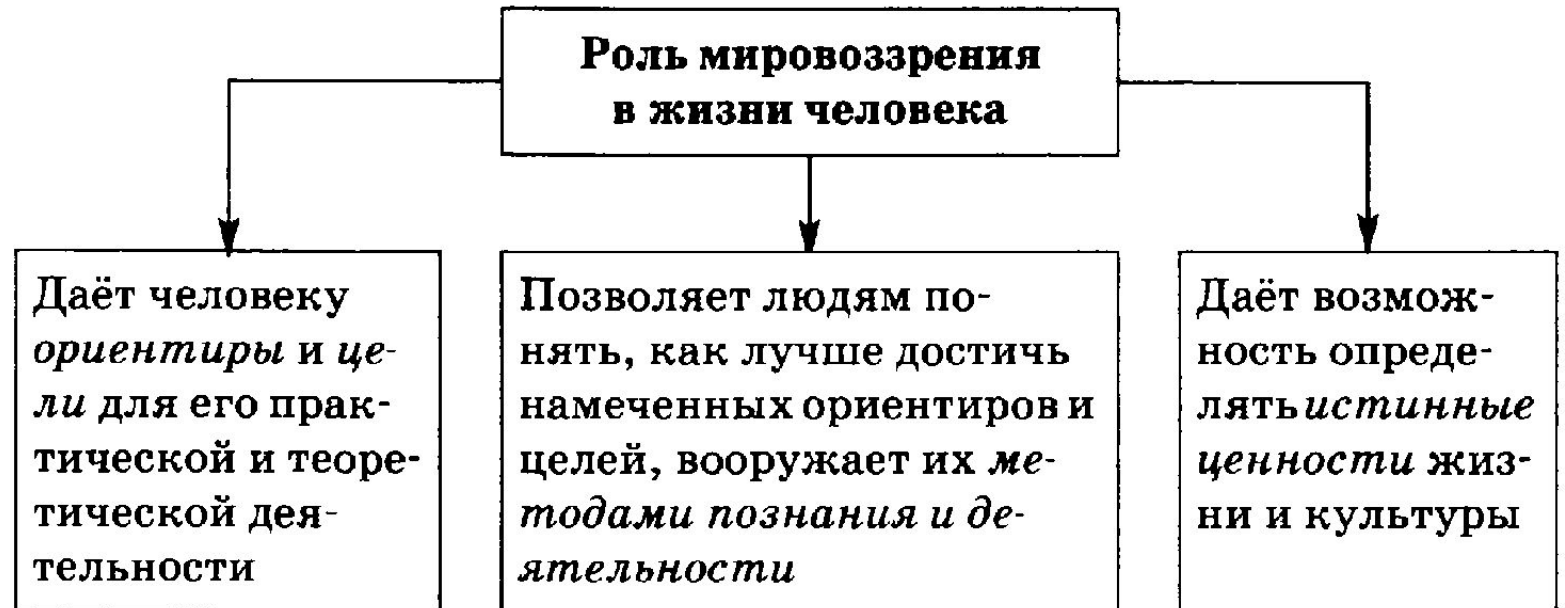 Роль мировоззрения
в жизни человека
Даёт человеку
ориентиры и це-
ли для его прак-
тической и теоре-
тической дея-
тельности
Позволяет людям по-
нять, как лучше достичь
намеченных ориентиров и
целей, вооружает их ме-
тодами познания и де-
ятельности
Даёт возмож-
ность опреде-
лять истинные
ценности жиз-
ни и культуры